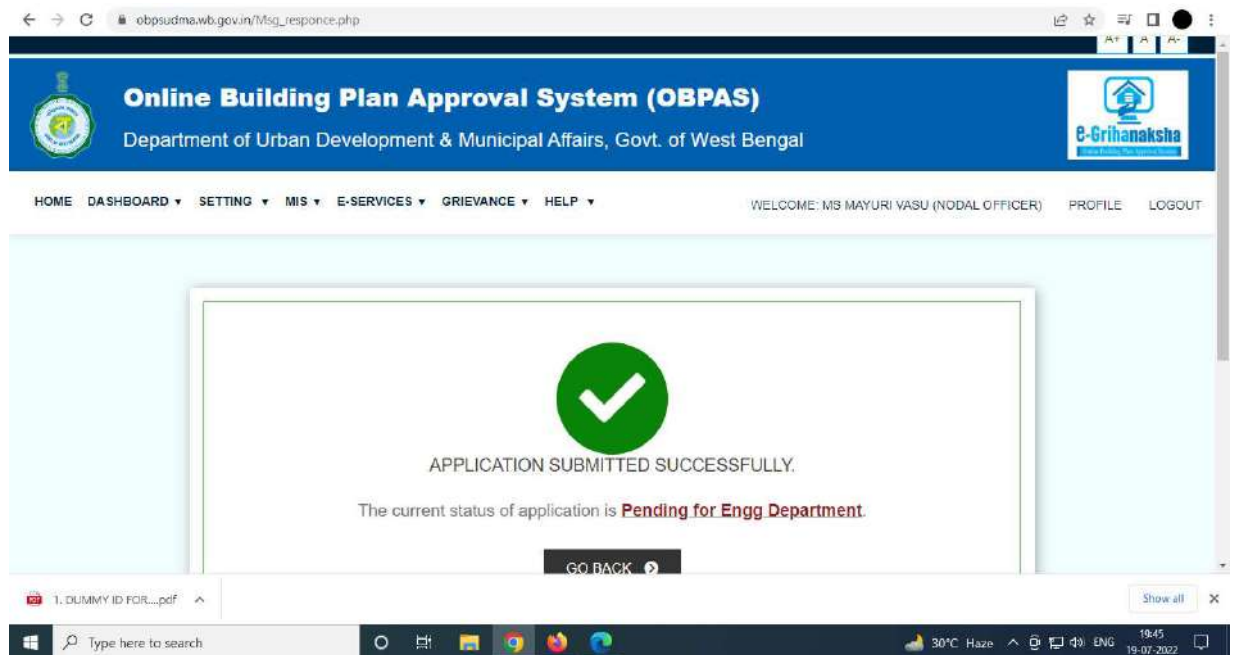 obpsudma.wb.gov.in/Msg_responce.php
A+ A A-
Online Building Plan Approval System (OBPAS)
Department of Urban Development & Municipal Affairs, Govt. of West Bengal
e-Grihanaksha
HOME DASHBOARD ▾ SETTING ▾ MIS ▾ E-SERVICES ▾ GRIEVANCE ▾ HELP ▾ WELCOME: MS MAYURI VASU (NODAL OFFICER) PROFILE LOGOUT
APPLICATION SUBMITTED SUCCESSFULLY.
The current status of application is Pending for Engg Department.
GO BACK
1. DUMMY ID FOR....pdf Show all
Type here to search 30°C Haze ENG 19:45
19-07-2022